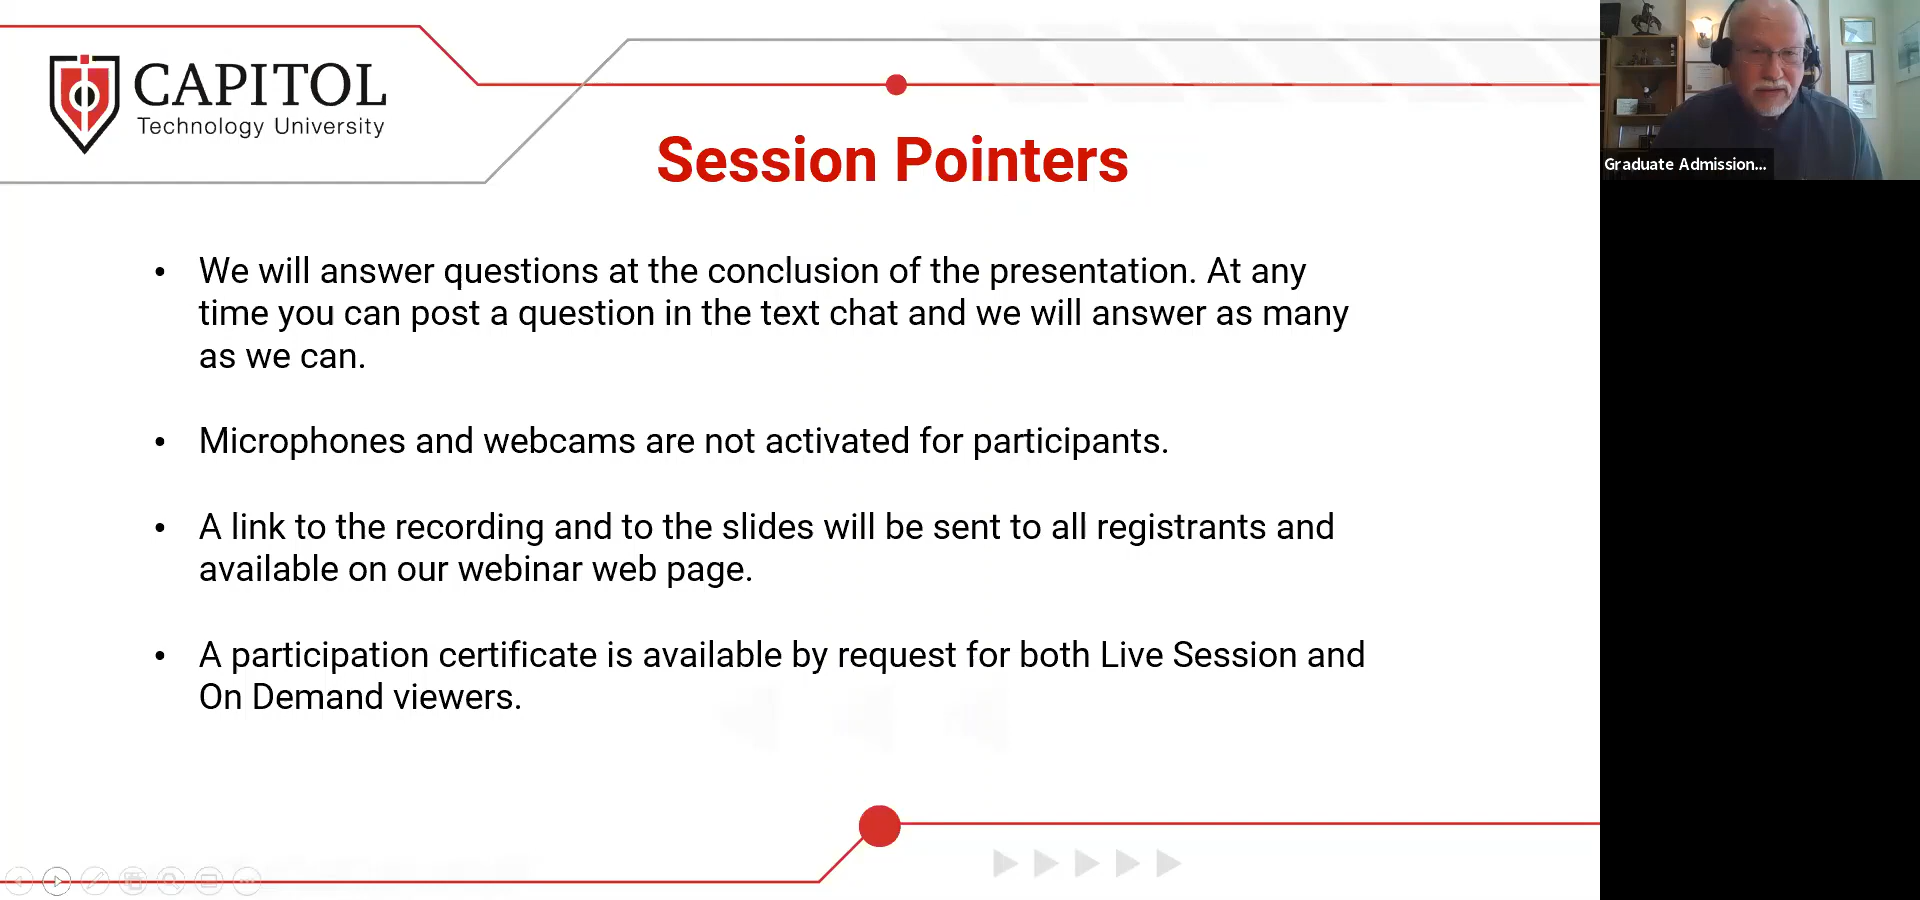 CAPITOL
Technology University
Session Pointers
• We will answer questions at the conclusion of the presentation. At any
time you can post a question in the text chat and we will answer as many
as we can.
• Microphones and webcams are not activated for participants.
• A link to the recording and to the slides will be sent to all registrants and
available on our webinar web page.
• A participation certificate is available by request for both Live Session and
On Demand viewers.
Graduate Admission...